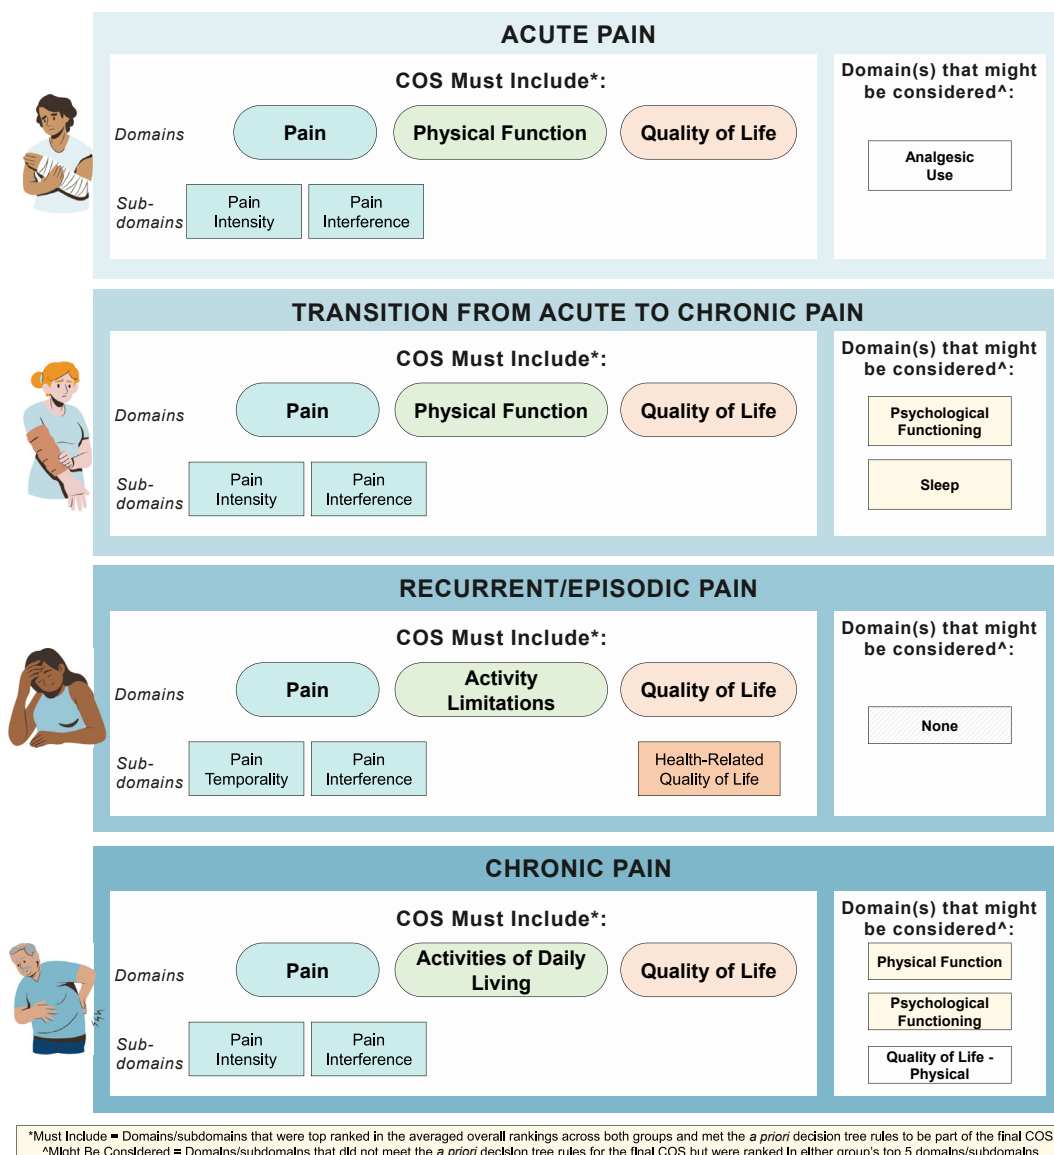 ACUTE PAIN
COS Must Include*:
Domain(s) that might
be considered^:
Domains
Pain
Physical Function
Quality of Life
Analgesic
Use
Sub-
domains
Pain
Intensity
Pain
Interference
TRANSITION FROM ACUTE TO CHRONIC PAIN
COS Must Include*:
Domain(s) that might
be considered^:
Domains
Pain
Physical Function
Quality of Life
Psychological
Functioning
Sub-
domains
Pain
Intensity
Pain
Interference
Sleep
RECURRENT/EPISODIC PAIN
COS Must Include*:
Domain(s) that might
be considered^:
Domains
Pain
Activity
Limitations
Quality of Life
None
Sub-
domains
Pain
Temporality
Pain
Interference
Health-Related
Quality of Life
CHRONIC PAIN
COS Must Include*:
Domain(s) that might
be considered^:
Domains
Pain
Activities of Daily
Living
Quality of Life
Physical Function
Psychological
Functioning
Sub-
domains
Pain
Intensity
Pain
Interference
Quality of Life -
Physical
*Must Include = Domains/subdomains that were top ranked in the averaged overall rankings across both groups and met the a priori decision tree rules to be part of the final COS
^Might Be Considered = Domains/subdomains that did not meet the a priori decision tree rules for the final COS but were ranked in either group's top 5 domains/subdomains